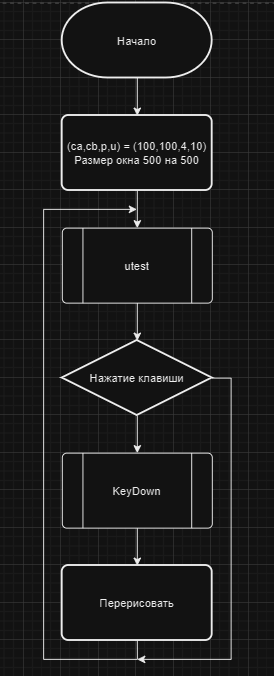 Начало
(ca,cb,p,u) = (100,100,4,10)
Размер окна 500 на 500
utest
Нажатие клавиши
KeyDown
Перерисовать